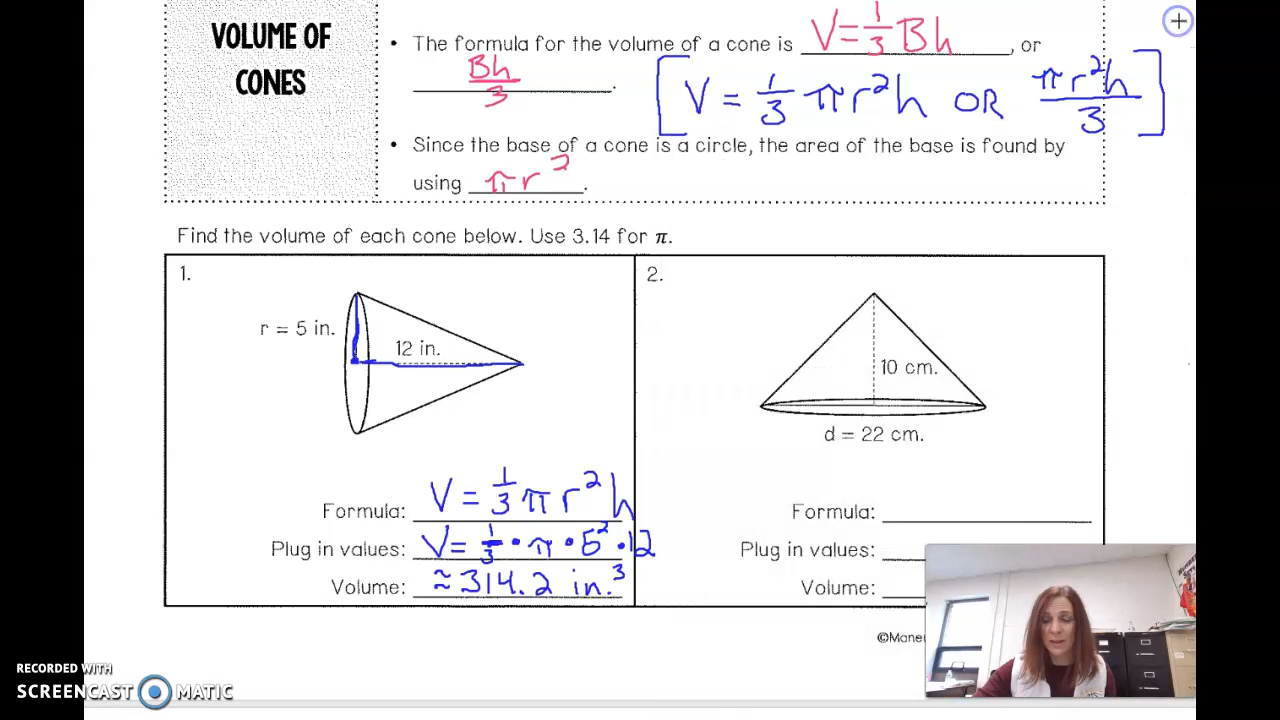 VOLUME OF
CONES
• The formula for the volume of a cone is V = 1/3 Bh, or
Bh/3.
[V = 1/3 πr²h OR πr²h/3]
• Since the base of a cone is a circle, the area of the base is found by
using πr².
Find the volume of each cone below. Use 3.14 for π.
1.
r = 5 in.
12 in.
Formula: V = 1/3 πr²h
Plug in values: V = 1/3 • π • 5² • 12
Volume: ≈ 314.2 in.³
2.
10 cm.
d = 22 cm.
Formula:
Plug in values:
Volume:
©Mane
RECORDED WITH
SCREENCAST MATIC